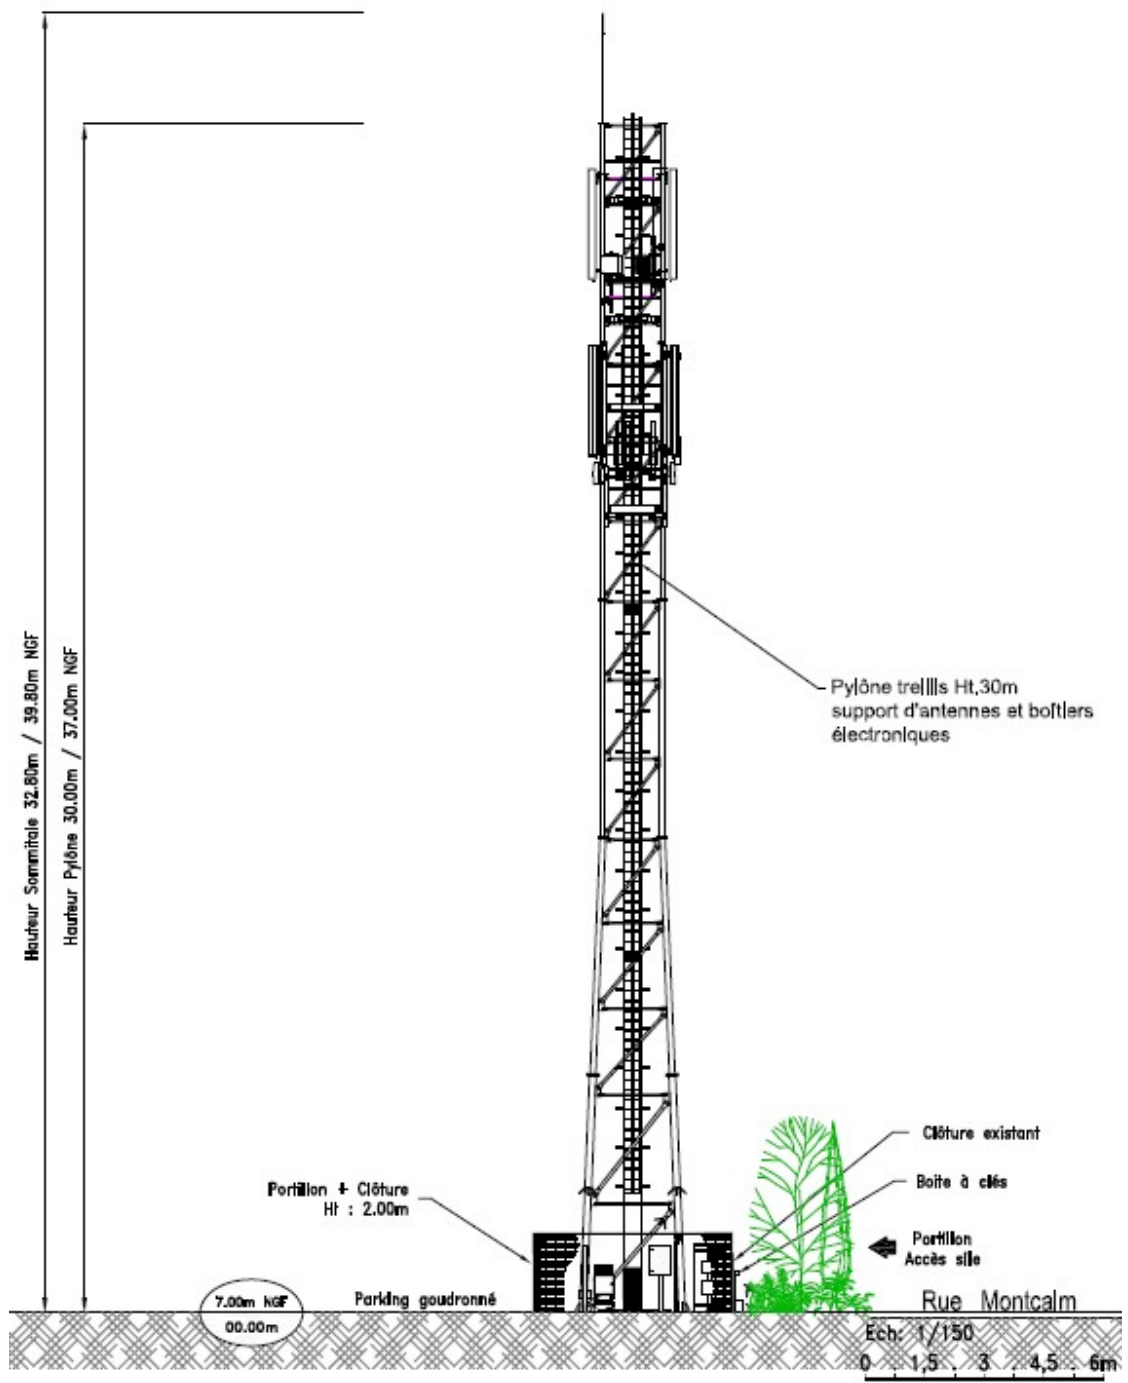 Hauteur Sommitale 32.80m / 39.80m NGF
Hauteur Pylône 30.00m / 37.00m NGF
Pylône treillis Ht.30m
support d'antennes et boîtiers
électroniques
Clôture existant
Boite à clés
Portillon + Clôture
Ht : 2.00m
Portillon
Accès site
7.00m NGF
00.00m
Parking goudronné
Rue Montcalm
Ech: 1/150
0 1,5 3 4,5 6m